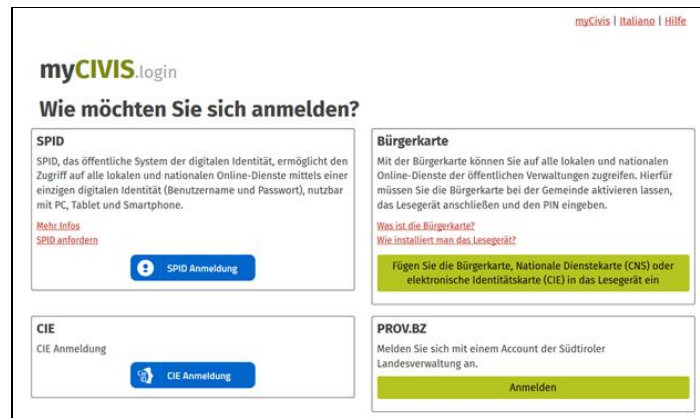 myCivis | Italiano | Hilfe
myCIVIS.login
Wie möchten Sie sich anmelden?
SPID
SPID, das öffentliche System der digitalen Identität, ermöglicht den
Zugriff auf alle lokalen und nationalen Online-Dienste mittels einer
einzigen digitalen Identität (Benutzername und Passwort), nutzbar
mit PC, Tablet und Smartphone.
Mehr Infos
SPID anfordern
SPID Anmeldung
Bürgerkarte
Mit der Bürgerkarte können Sie auf alle lokalen und nationalen
Online-Dienste der öffentlichen Verwaltungen zugreifen. Hierfür
müssen Sie die Bürgerkarte bei der Gemeinde aktivieren lassen,
das Lesegerät anschließen und den PIN eingeben.
Was ist die Bürgerkarte?
Wie installiert man das Lesegerät?
Fügen Sie die Bürgerkarte, Nationale Dienstekarte (CNS) oder
elektronische Identitätskarte (CIE) in das Lesegerät ein
CIE
CIE Anmeldung
CIE Anmeldung
PROV.BZ
Melden Sie sich mit einem Account der Südtiroler
Landesverwaltung an.
Anmelden